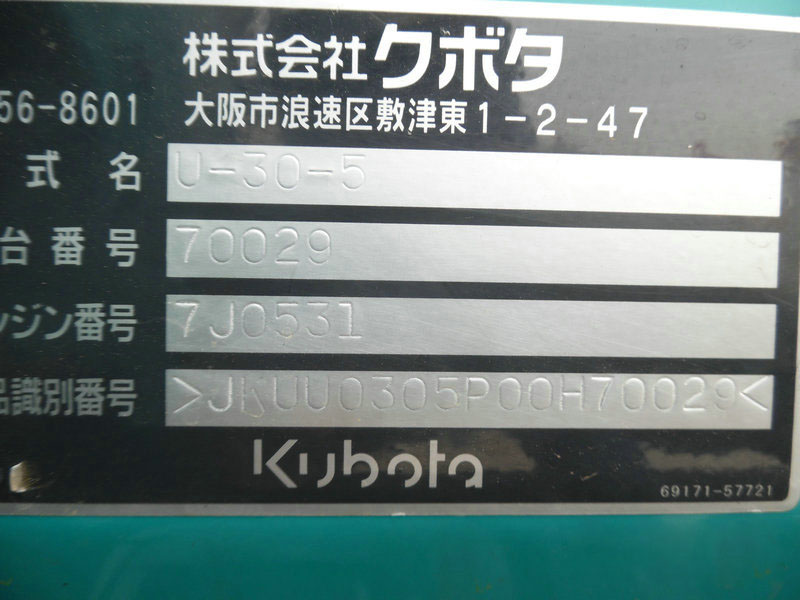 株式会社クボタ
56-8601 大阪市浪速区敷津東1-2-47
式名 U-30-5
台番号 70029
ンジン番号 7J0531
品識別番号 >JKUU0305P00H70029<
Kubota
69171-57721